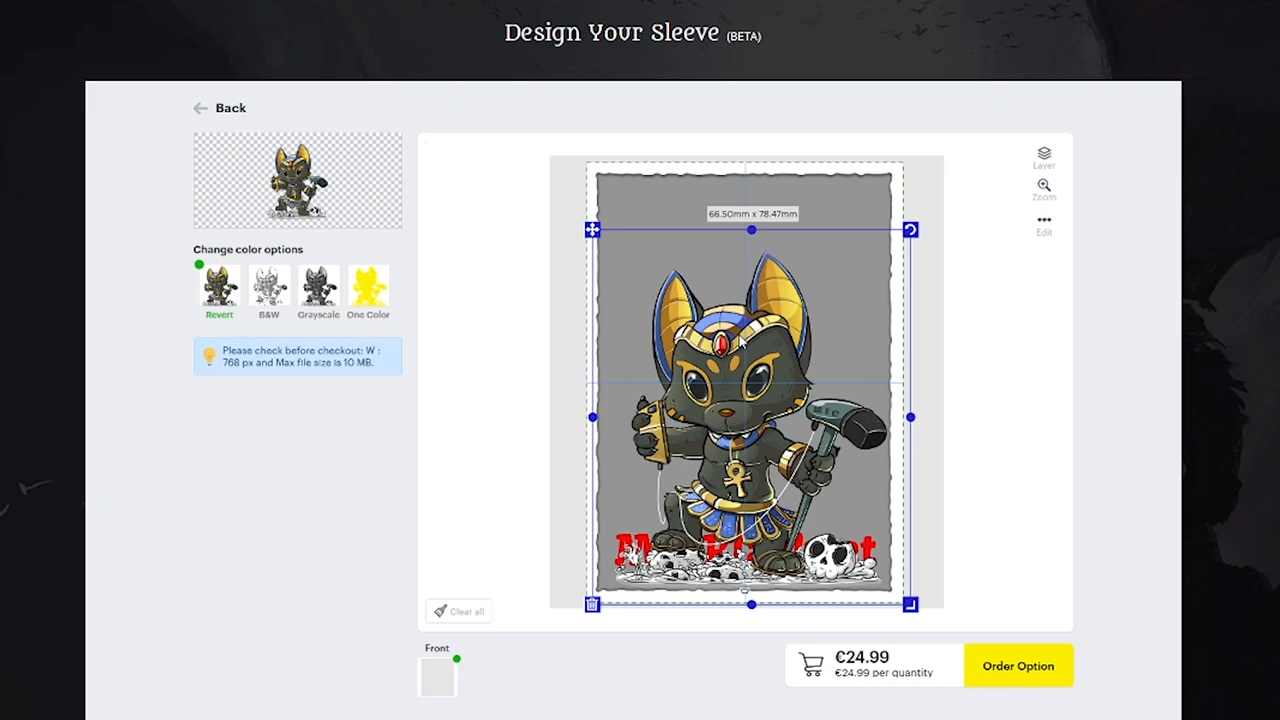 Design Your Sleeve (BETA)
Back
Layer
Zoom
Edit
66.50mm x 78.47mm
Change color options
Revert
B&W
Grayscale
One Color
Please check before checkout: W :
768 px and Max file size is 10 MB.
Clear all
Front
€24.99
€24.99 per quantity
Order Option